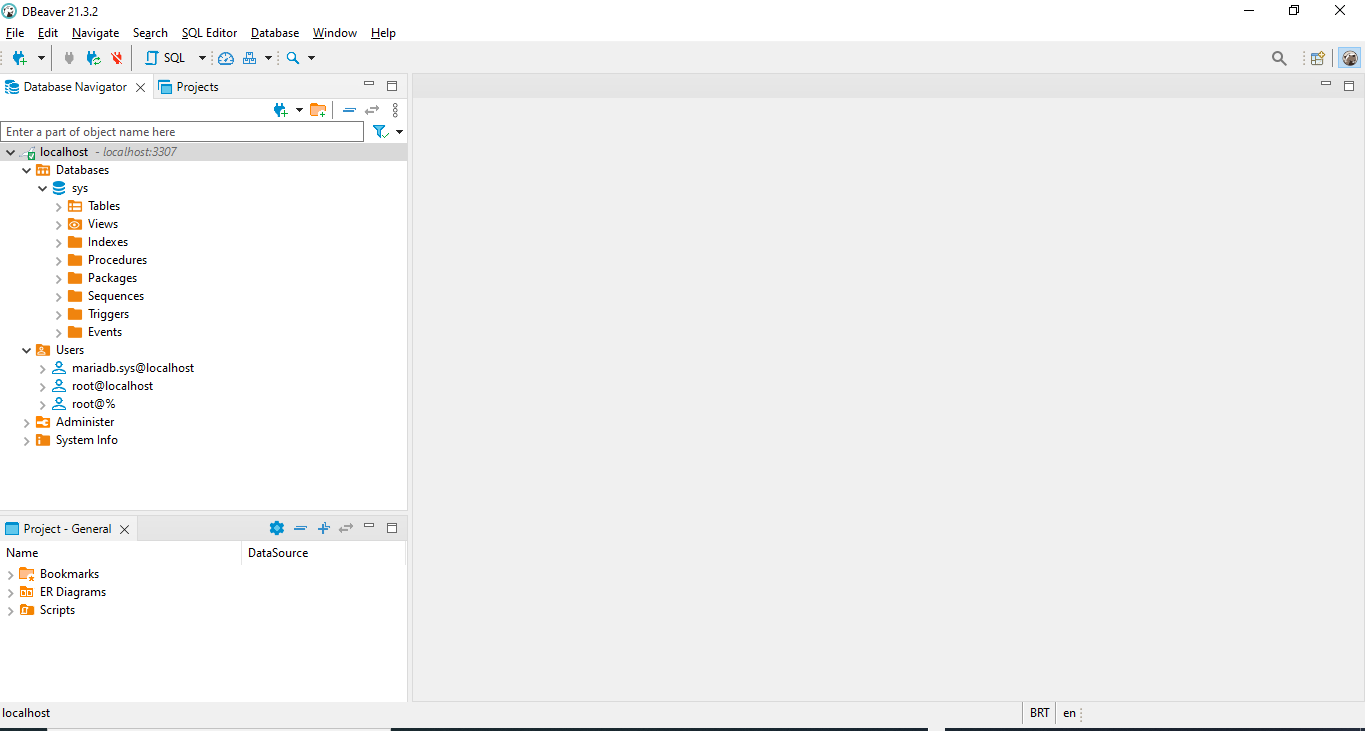 DBeaver 21.3.2
File Edit Navigate Search SQL Editor Database Window Help
SQL
Database Navigator Projects
Enter a part of object name here
localhost - localhost:3307
Databases
sys
Tables
Views
Indexes
Procedures
Packages
Sequences
Triggers
Events
Users
mariadb.sys@localhost
root@localhost
root@%
Administer
System Info
Project - General
Name DataSource
Bookmarks
ER Diagrams
Scripts
localhost BRT en